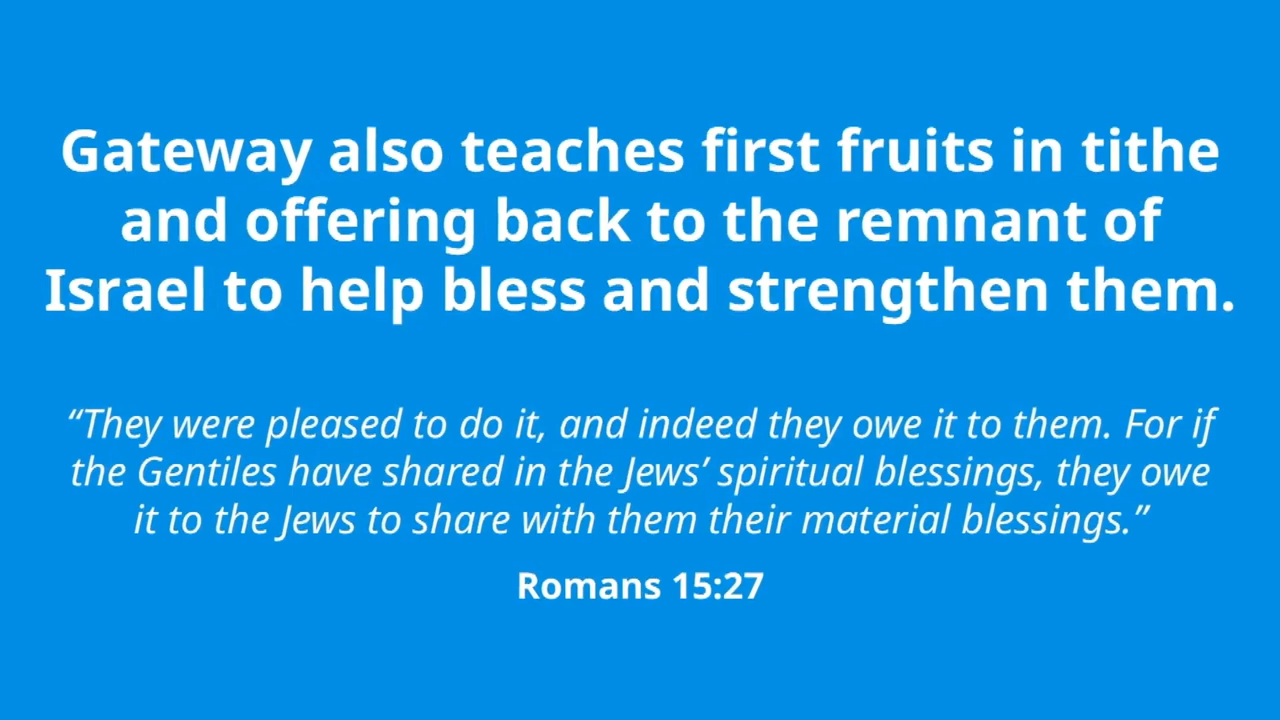 Gateway also teaches first fruits in tithe
and offering back to the remnant of
Israel to help bless and strengthen them.
“They were pleased to do it, and indeed they owe it to them. For if
the Gentiles have shared in the Jews’ spiritual blessings, they owe
it to the Jews to share with them their material blessings.”
Romans 15:27